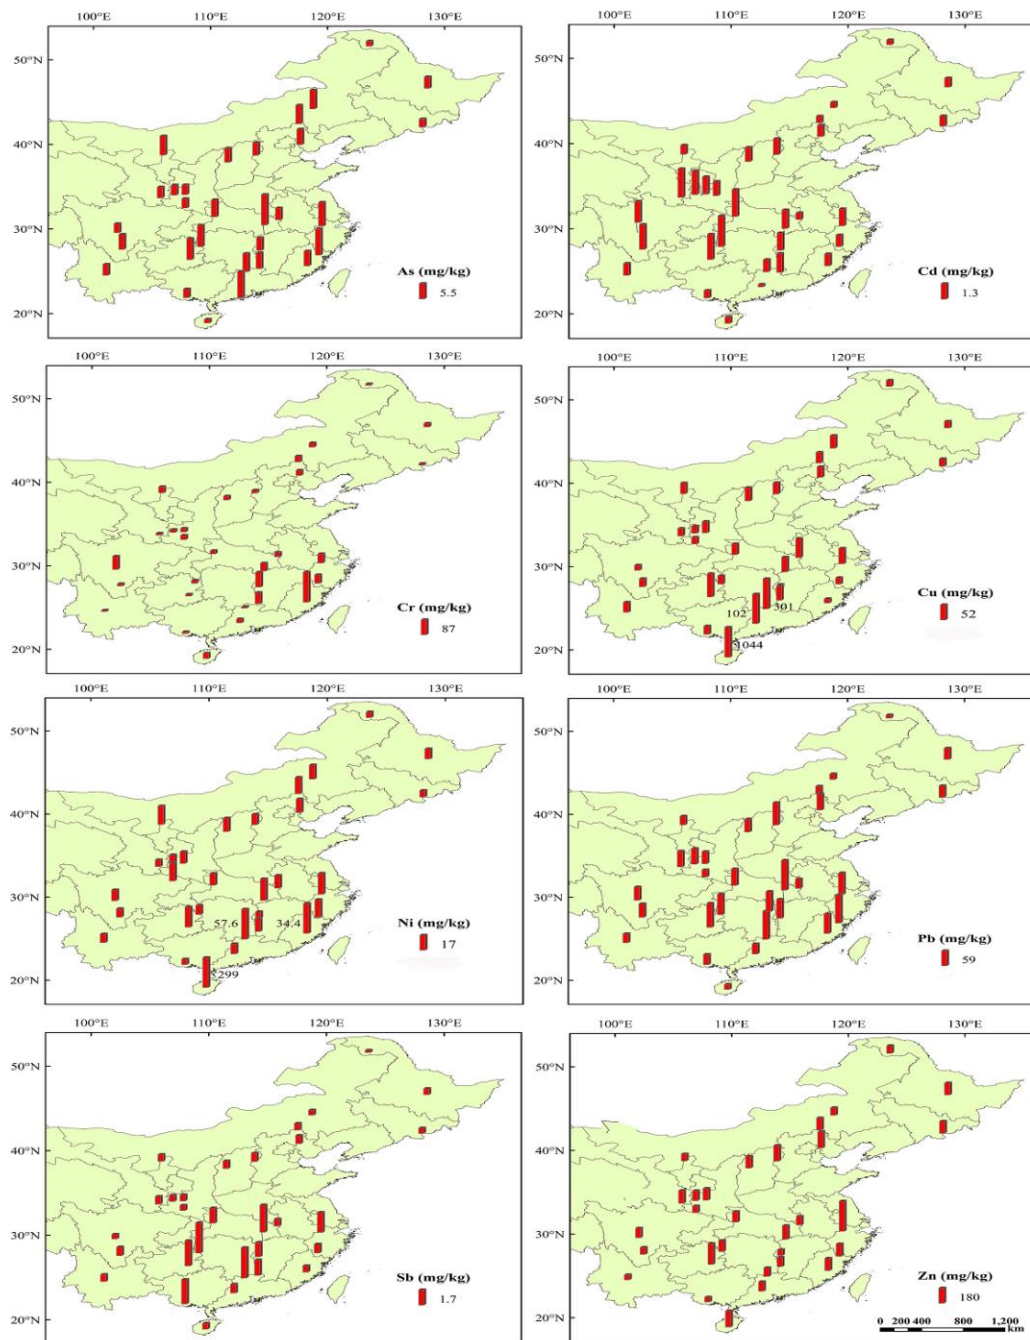 100°E 110°E 120°E 130°E 100°E 110°E 120°E 130°E
50°N 50°N
40°N 40°N
30°N 30°N
As (mg/kg) Cd (mg/kg)
5.5 1.3
20°N 20°N
100°E 110°E 120°E 130°E 100°E 110°E 120°E 130°E
50°N 50°N
40°N 40°N
30°N 30°N
Cr (mg/kg) 102 301 Cu (mg/kg)
87 52
20°N 20°N 1044
100°E 110°E 120°E 130°E 100°E 110°E 120°E 130°E
50°N 50°N
40°N 40°N
30°N 30°N
57.6 34.4 Ni (mg/kg) Pb (mg/kg)
17 59
20°N 299 20°N
100°E 110°E 120°E 130°E 100°E 110°E 120°E 130°E
50°N 50°N
40°N 40°N
30°N 30°N
Sb (mg/kg) Zn (mg/kg)
1.7 180
20°N 20°N 0 200 400 800 1,200
km